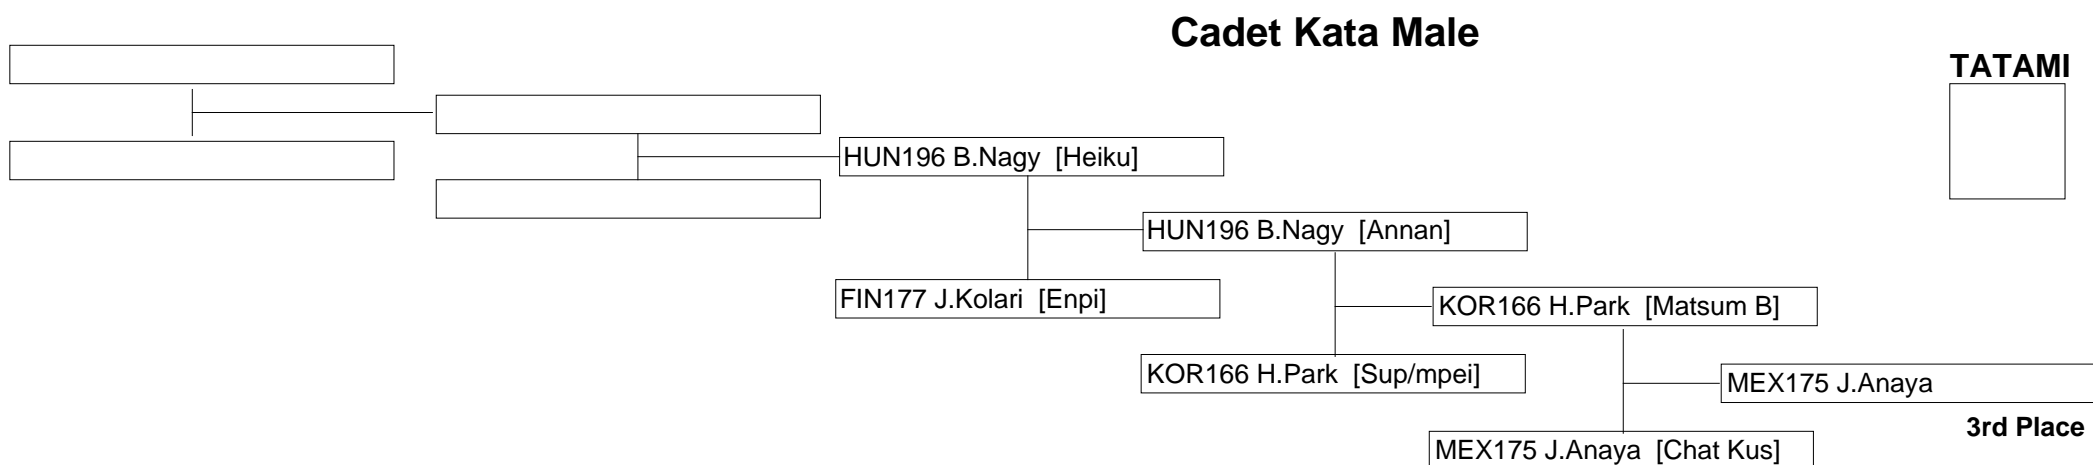 Cadet Kata Male
TATAMI
HUN196 B.Nagy [Heiku]
HUN196 B.Nagy [Annan]
FIN177 J.Kolari [Enpi]
KOR166 H.Park [Matsum B]
KOR166 H.Park [Sup/mpei]
MEX175 J.Anaya
3rd Place
MEX175 J.Anaya [Chat Kus]